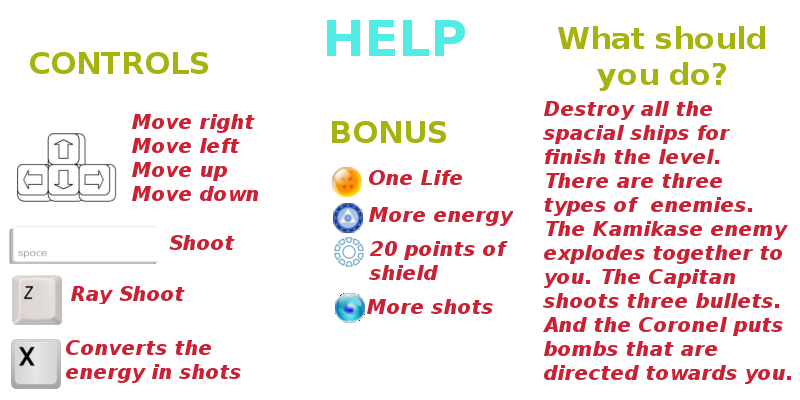 HELP
CONTROLS
Move right
Move left
Move up
Move down
space
Shoot
Z
Ray Shoot
X
Converts the
energy in shots
BONUS
One Life
More energy
20 points of
shield
More shots
What should
you do?
Destroy all the
spacial ships for
finish the level.
There are three
types of  enemies.
The Kamikase enemy
explodes together to
you. The Capitan
shoots three bullets.
And the Coronel puts
bombs that are
directed towards you.